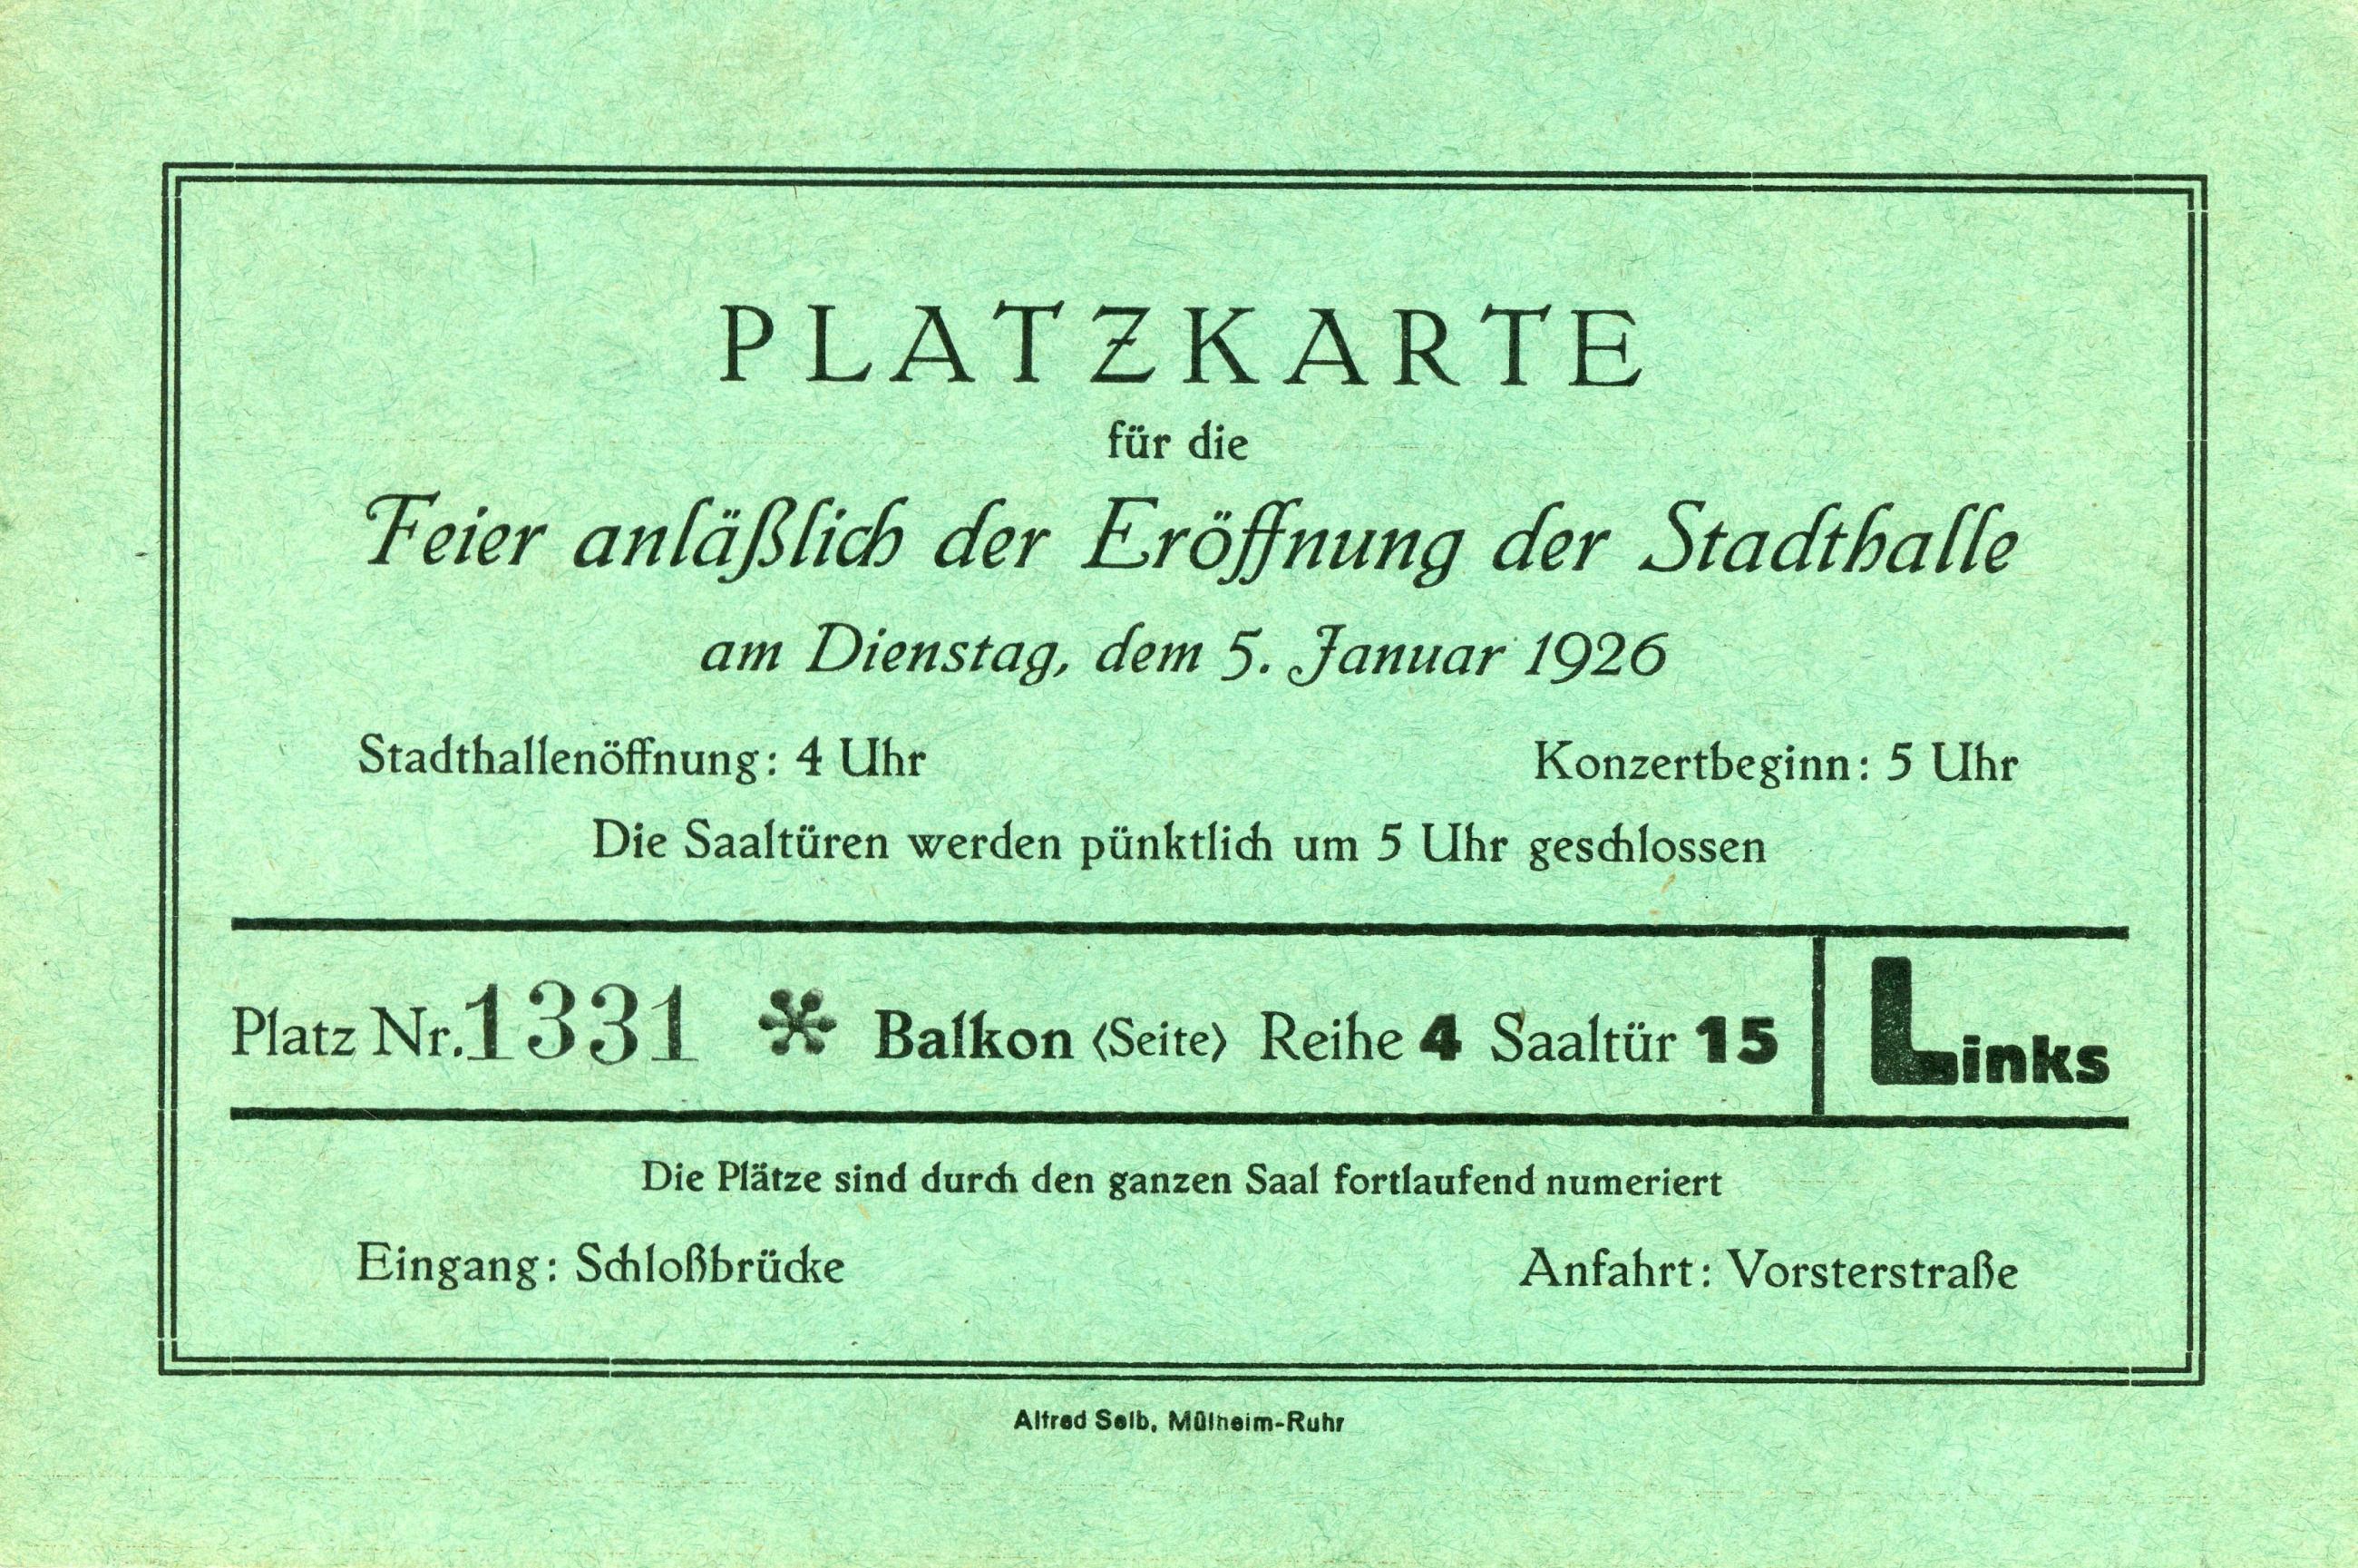 PLATZKARTE
für die
Feier anläßlich der Eröffnung der Stadthalle
am Dienstag, dem 5. Januar 1926
Stadthallenöffnung: 4 Uhr Konzertbeginn: 5 Uhr
Die Saaltüren werden pünktlich um 5 Uhr geschlossen
Platz Nr. 1331 * Balkon (Seite) Reihe 4 Saaltür 15 Links
Die Plätze sind durch den ganzen Saal fortlaufend numeriert
Eingang: Schloßbrücke Anfahrt: Vorsterstraße
Alfred Selb, Mülheim-Ruhr